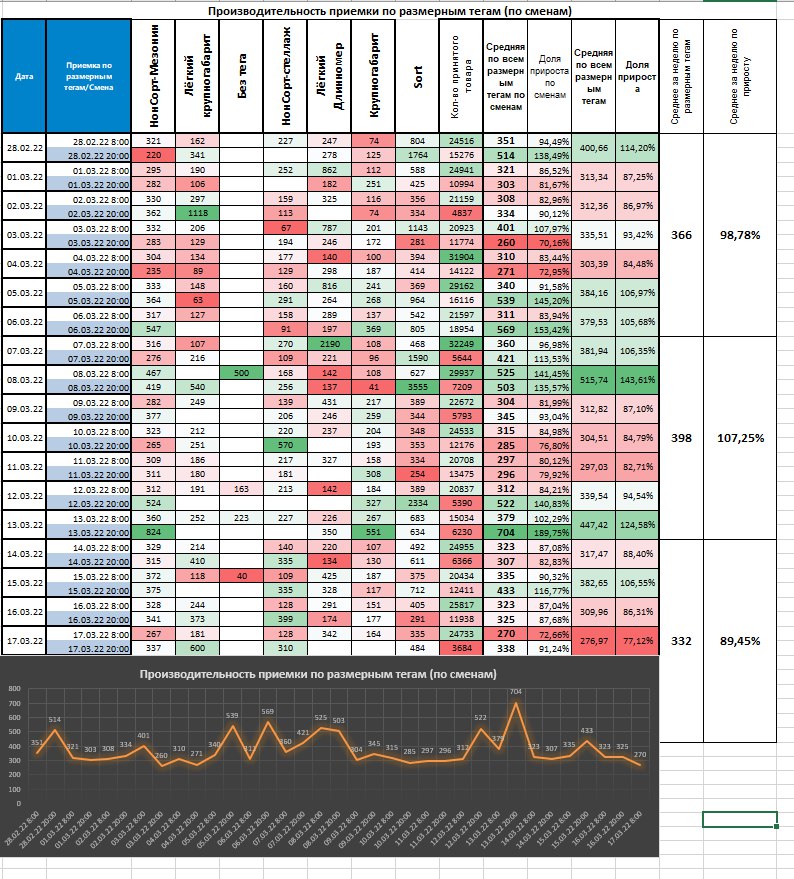 Производительность приемки по размерным тегам (по сменам)
Дата Приемка по размерным тегам/Смена НонСорт-Мезонин Лёгкий крупногабарит Без тега НонСорт-стеллаж Лёгкий Длинномер Крупногабарит Sort Кол-во принятого товара Средняя по всем размерным тегам по сменам Доля прироста по сменам Средняя по всем размерным тегам Доля прироста Среднее за неделю по размерным тегам Среднее за неделю по приросту
28.02.22 28.02.22 8:00 321 162 227 247 74 804 24516 351 94,49% 400,66 114,20% 366 98,78%
28.02.22 20:00 220 341 278 125 1764 15276 514 138,49%
01.03.22 01.03.22 8:00 295 190 252 862 112 588 24941 321 86,52% 313,34 87,25%
01.03.22 20:00 282 106 182 251 425 10994 303 81,67%
02.03.22 02.03.22 8:00 330 297 159 325 116 356 21159 308 82,96% 312,36 86,97%
02.03.22 20:00 362 1118 113 74 334 4837 334 90,12%
03.03.22 03.03.22 8:00 332 206 67 787 201 1143 20923 401 107,97% 335,51 93,42%
03.03.22 20:00 283 129 194 246 172 281 11774 260 70,16%
04.03.22 04.03.22 8:00 304 134 177 140 100 394 31904 310 83,44% 303,39 84,48%
04.03.22 20:00 235 89 129 298 187 414 14122 271 72,95%
05.03.22 05.03.22 8:00 333 148 160 816 241 369 29162 340 91,58% 384,16 106,97%
05.03.22 20:00 364 63 291 264 268 964 16116 539 145,20%
06.03.22 06.03.22 8:00 317 127 158 289 137 542 21597 311 83,94% 379,53 105,68%
06.03.22 20:00 547 91 197 369 805 18954 569 153,42%
07.03.22 07.03.22 8:00 316 107 270 2190 108 468 32249 360 96,98% 381,94 106,35% 398 107,25%
07.03.22 20:00 276 216 109 221 96 1590 5644 421 113,53%
08.03.22 08.03.22 8:00 467 500 168 142 108 627 29937 525 141,45% 515,74 143,61%
08.03.22 20:00 419 540 256 137 41 3555 7209 503 135,57%
09.03.22 09.03.22 8:00 282 249 139 431 217 389 22672 304 81,99% 312,82 87,10%
09.03.22 20:00 377 206 246 259 344 5793 345 93,04%
10.03.22 10.03.22 8:00 323 212 220 237 204 348 24533 315 84,98% 304,51 84,79%
10.03.22 20:00 265 251 570 193 353 12176 285 76,80%
11.03.22 11.03.22 8:00 309 186 217 327 158 334 20708 297 80,12% 297,03 82,71%
11.03.22 20:00 311 180 181 308 254 13475 296 79,92%
12.03.22 12.03.22 8:00 312 191 163 213 142 184 389 20837 312 84,21% 339,54 94,54%
12.03.22 20:00 524 327 2334 5390 522 140,83%
13.03.22 13.03.22 8:00 360 252 223 227 226 267 683 15034 379 102,29% 447,42 124,58%
13.03.22 20:00 824 350 551 634 6230 704 189,75%
14.03.22 14.03.22 8:00 329 214 140 220 107 492 24955 323 87,08% 317,47 88,40% 332 89,45%
14.03.22 20:00 315 410 335 134 130 611 6366 307 82,83%
15.03.22 15.03.22 8:00 372 118 40 109 425 187 375 20434 335 90,32% 382,65 106,55%
15.03.22 20:00 375 335 328 117 712 12411 433 116,77%
16.03.22 16.03.22 8:00 328 244 128 291 151 405 25817 323 87,04% 309,96 86,31%
16.03.22 20:00 341 373 399 174 177 291 11938 325 87,68%
17.03.22 17.03.22 8:00 267 181 128 342 164 335 24733 270 72,66% 276,97 77,12%
17.03.22 20:00 337 600 310 484 3684 338 91,24%
Производительность приемки по размерным тегам (по сменам)
800
700
600
500
400
300
200
100
0
351 514 321 303 308 334 401 260 310 271 340 539 311 569 360 421 525 503 304 345 315 285 297 296 312 522 379 704 323 307 335 433 323 325 270
28.02.22 8:00 28.02.22 20:00 01.03.22 8:00 01.03.22 20:00 02.03.22 8:00 02.03.22 20:00 03.03.22 8:00 03.03.22 20:00 04.03.22 8:00 04.03.22 20:00 05.03.22 8:00 05.03.22 20:00 06.03.22 8:00 06.03.22 20:00 07.03.22 8:00 07.03.22 20:00 08.03.22 8:00 08.03.22 20:00 09.03.22 8:00 09.03.22 20:00 10.03.22 8:00 10.03.22 20:00 11.03.22 8:00 11.03.22 20:00 12.03.22 8:00 12.03.22 20:00 13.03.22 8:00 13.03.22 20:00 14.03.22 8:00 14.03.22 20:00 15.03.22 8:00 15.03.22 20:00 16.03.22 8:00 16.03.22 20:00 17.03.22 8:00